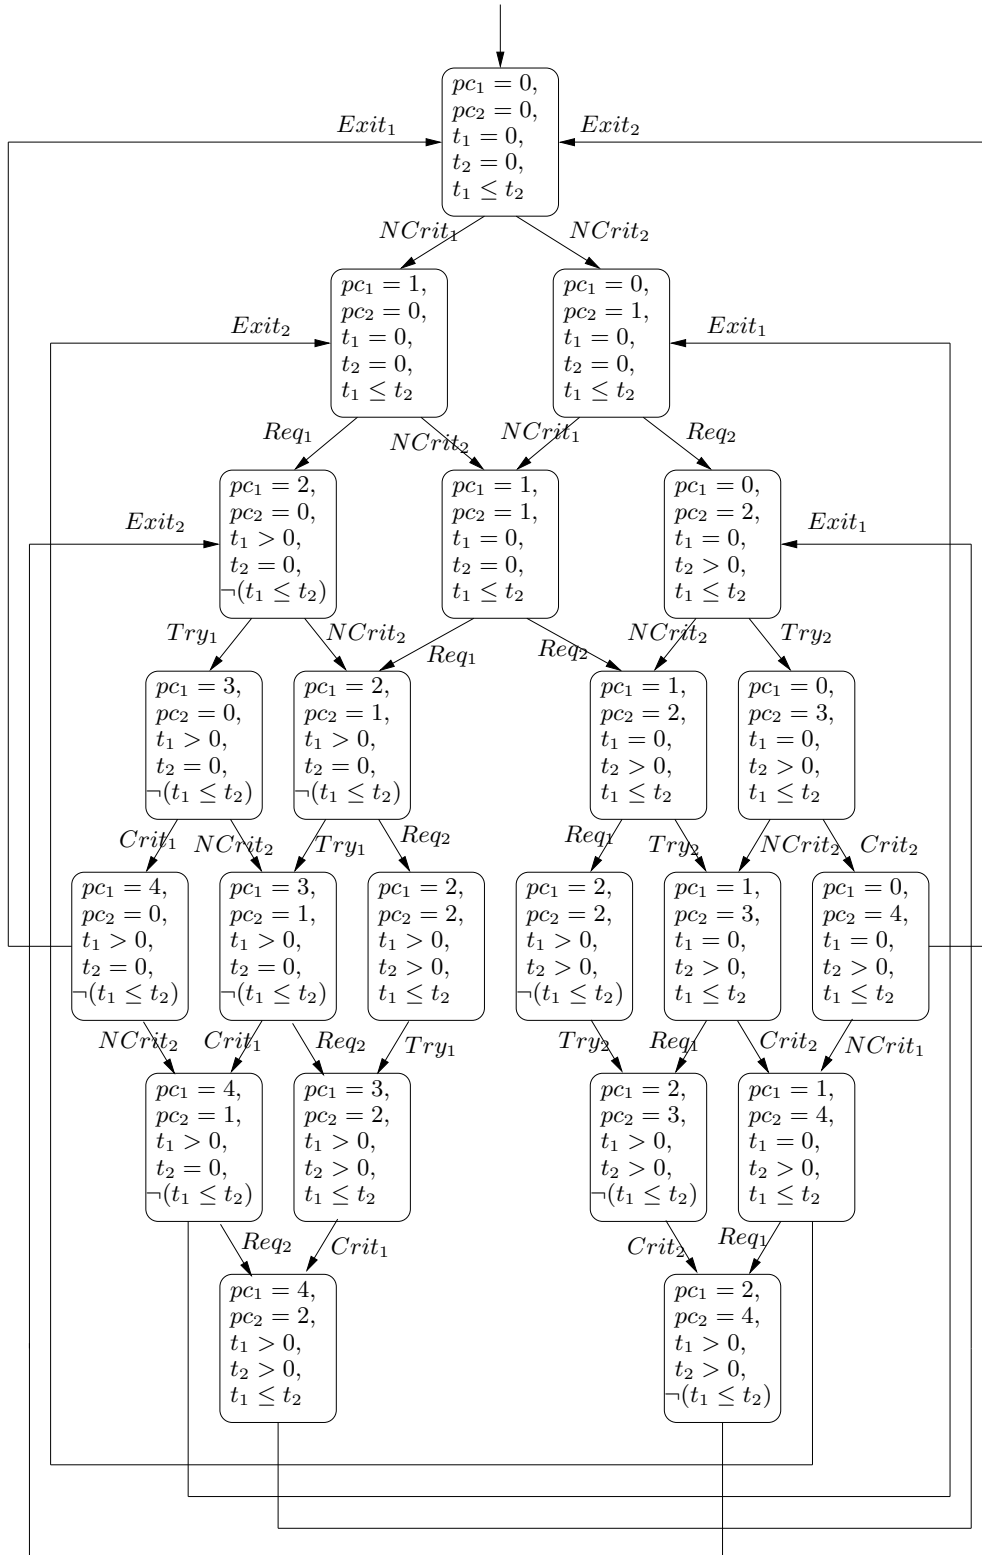 pc₁ = 0,
pc₂ = 0,
t₁ = 0,
t₂ = 0,
t₁ ≤ t₂
Exit₁
Exit₂
NCrit₁
NCrit₂
pc₁ = 1,
pc₂ = 0,
t₁ = 0,
t₂ = 0,
t₁ ≤ t₂
pc₁ = 0,
pc₂ = 1,
t₁ = 0,
t₂ = 0,
t₁ ≤ t₂
Exit₂
Exit₁
Req₁
NCrit₂
NCrit₁
Req₂
pc₁ = 2,
pc₂ = 0,
t₁ > 0,
t₂ = 0,
¬(t₁ ≤ t₂)
pc₁ = 1,
pc₂ = 1,
t₁ = 0,
t₂ = 0,
t₁ ≤ t₂
pc₁ = 0,
pc₂ = 2,
t₁ = 0,
t₂ > 0,
t₁ ≤ t₂
Exit₂
Exit₁
Try₁
NCrit₂
Req₁
Req₂
NCrit₂
Try₂
pc₁ = 3,
pc₂ = 0,
t₁ > 0,
t₂ = 0,
¬(t₁ ≤ t₂)
pc₁ = 2,
pc₂ = 1,
t₁ > 0,
t₂ = 0,
¬(t₁ ≤ t₂)
pc₁ = 1,
pc₂ = 2,
t₁ = 0,
t₂ > 0,
t₁ ≤ t₂
pc₁ = 0,
pc₂ = 3,
t₁ = 0,
t₂ > 0,
t₁ ≤ t₂
Crit₁
NCrit₂
Try₁
Req₂
Req₁
Try₂
NCrit₂
Crit₂
pc₁ = 4,
pc₂ = 0,
t₁ > 0,
t₂ = 0,
¬(t₁ ≤ t₂)
pc₁ = 3,
pc₂ = 1,
t₁ > 0,
t₂ = 0,
¬(t₁ ≤ t₂)
pc₁ = 2,
pc₂ = 2,
t₁ > 0,
t₂ > 0,
t₁ ≤ t₂
pc₁ = 2,
pc₂ = 2,
t₁ > 0,
t₂ > 0,
¬(t₁ ≤ t₂)
pc₁ = 1,
pc₂ = 3,
t₁ = 0,
t₂ > 0,
t₁ ≤ t₂
pc₁ = 0,
pc₂ = 4,
t₁ = 0,
t₂ > 0,
t₁ ≤ t₂
NCrit₂
Crit₁
Req₂
Try₁
Try₂
Req₁
Crit₂
NCrit₁
pc₁ = 4,
pc₂ = 1,
t₁ > 0,
t₂ = 0,
¬(t₁ ≤ t₂)
pc₁ = 3,
pc₂ = 2,
t₁ > 0,
t₂ > 0,
t₁ ≤ t₂
pc₁ = 2,
pc₂ = 3,
t₁ > 0,
t₂ > 0,
¬(t₁ ≤ t₂)
pc₁ = 1,
pc₂ = 4,
t₁ = 0,
t₂ > 0,
t₁ ≤ t₂
Req₂
Crit₁
Crit₂
Req₁
pc₁ = 4,
pc₂ = 2,
t₁ > 0,
t₂ > 0,
t₁ ≤ t₂
pc₁ = 2,
pc₂ = 4,
t₁ > 0,
t₂ > 0,
¬(t₁ ≤ t₂)